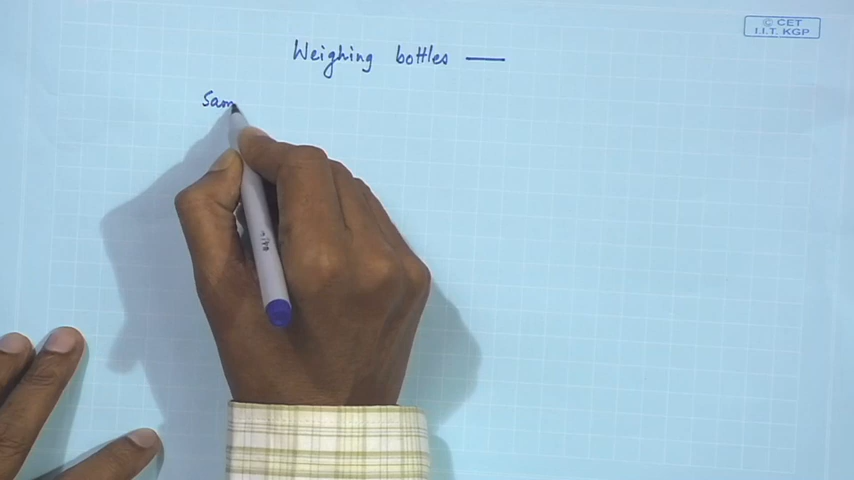 © CET
I.I.T. KGP
Weighing bottles —
Sam